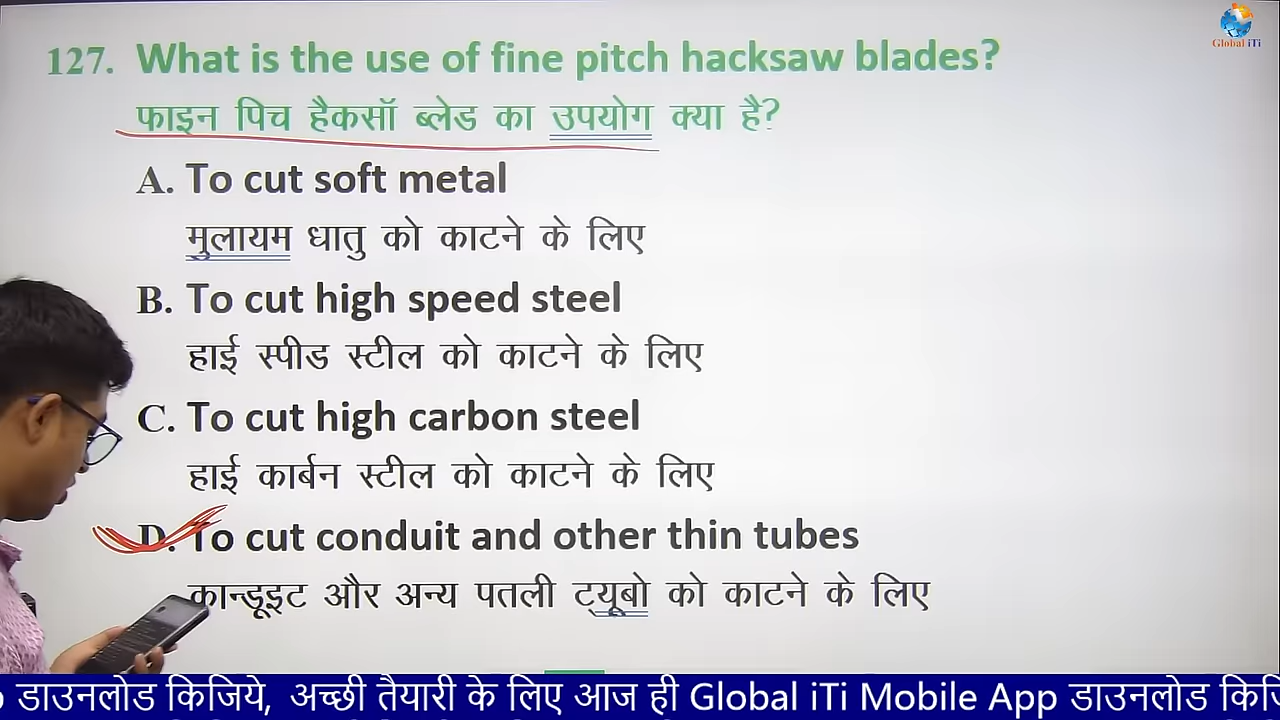 Global iTi
127. What is the use of fine pitch hacksaw blades?
फाइन पिच हैकसॉ ब्लेड का उपयोग क्या है?
A. To cut soft metal
मुलायम धातु को काटने के लिए
B. To cut high speed steel
हाई स्पीड स्टील को काटने के लिए
C. To cut high carbon steel
हाई कार्बन स्टील को काटने के लिए
D. To cut conduit and other thin tubes
कान्डूइट और अन्य पतली ट्यूबो को काटने के लिए
डाउनलोड किजिये, अच्छी तैयारी के लिए आज ही Global iTi Mobile App डाउनलोड